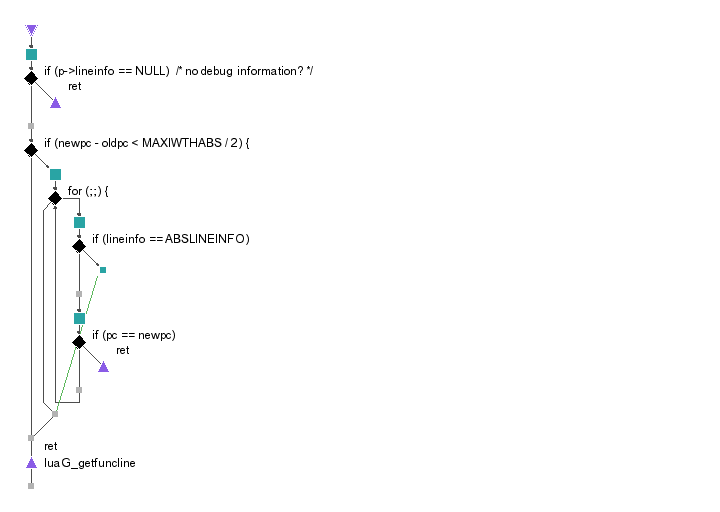 if (p->lineinfo == NULL)  /* no debug information? */
ret
if (newpc - oldpc < MAXIWTHABS / 2) {
for (;;) {
if (lineinfo == ABSLINEINFO)
if (pc == newpc)
ret
ret
luaG_getfuncline